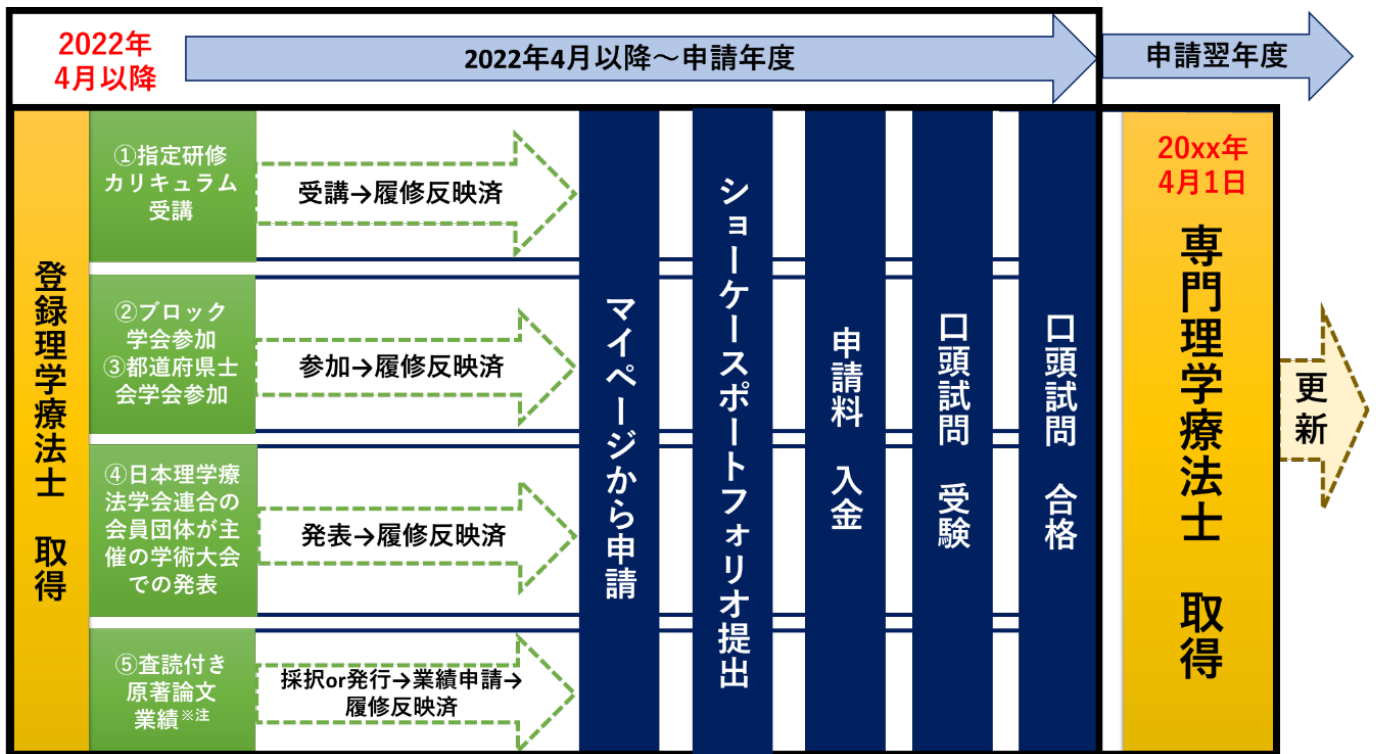 2022年
4月以降
2022年4月以降～申請年度
申請翌年度
登録理学療法士 取得
①指定研修
カリキュラム
受講
受講→履修反映済
②ブロック
学会参加
③都道府県士
会学会参加
参加→履修反映済
④日本理学療
法学会連合の
会員団体が主
催の学術大会
での発表
発表→履修反映済
⑤査読付き
原著論文
業績※注
採択or発行→業績申請→
履修反映済
マイページから申請
ショーケースポートフォリオ提出
申請料 入金
口頭試問 受験
口頭試問 合格
20xx年
4月1日
専門理学療法士 取得
更新